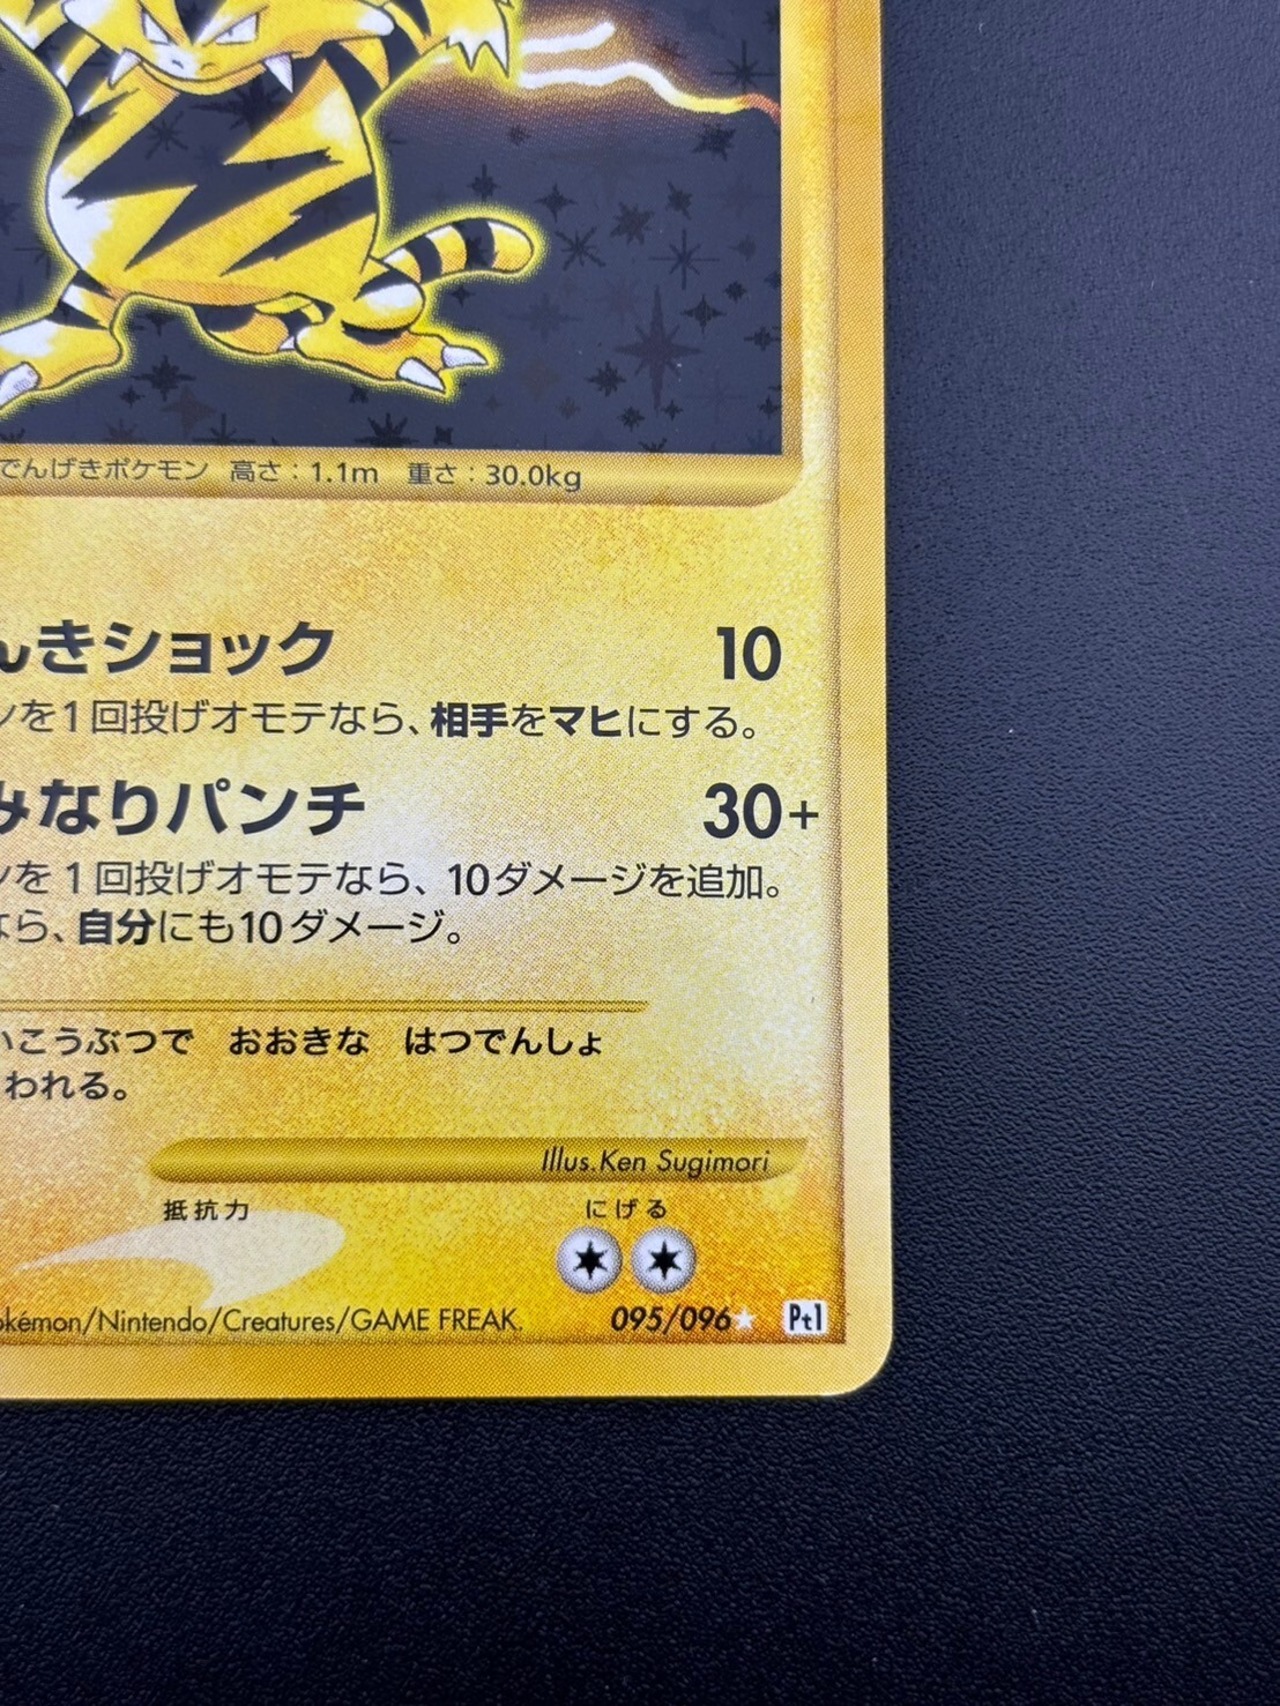 でんげきポケモン 高さ：1.1m 重さ：30.0kg
んきショック 10
ンを1回投げオモテなら、相手をマヒにする。
みなりパンチ 30+
ンを1回投げオモテなら、10ダメージを追加。
なら、自分にも10ダメージ。
いこうぶつで おおきな はつでんしょ
われる。
Illus.Ken Sugimori
抵抗力 にげる
okémon/Nintendo/Creatures/GAME FREAK. 095/096★ Pt1